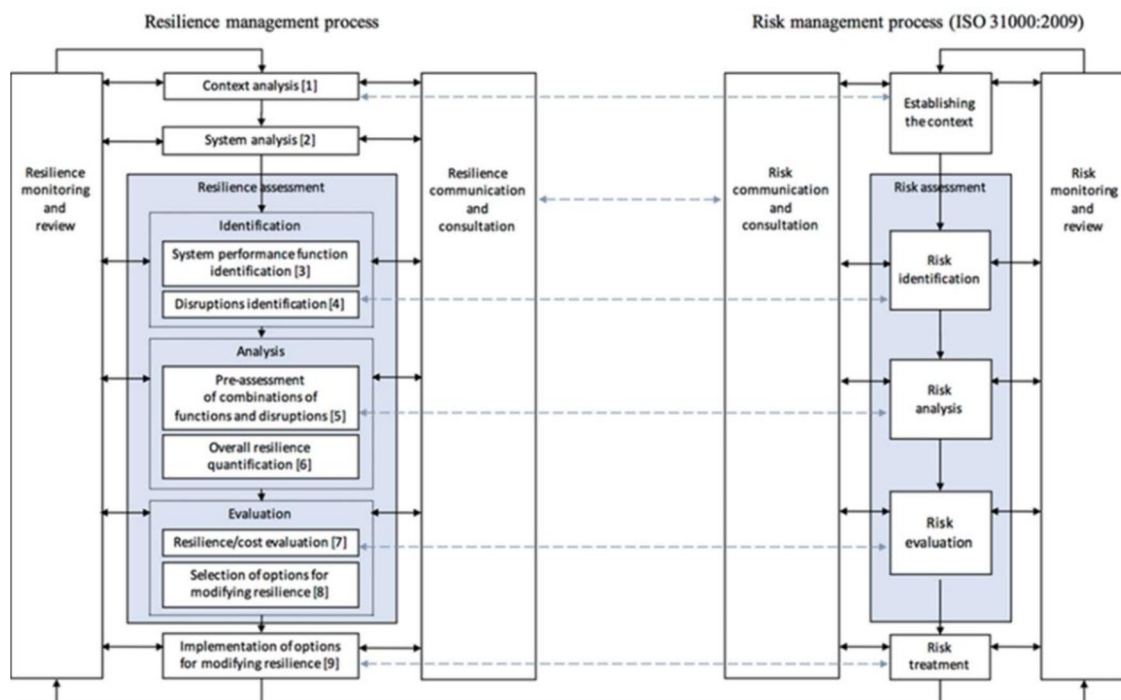 Resilience management process
Risk management process (ISO 31000:2009)
Context analysis [1]
System analysis [2]
Resilience
monitoring
and
review
Resilience assessment
Identification
System performance function
identification [3]
Disruptions identification [4]
Analysis
Pre-assessment
of combinations of
functions and disruptions [5]
Overall resilience
quantification [6]
Evaluation
Resilience/cost evaluation [7]
Selection of options for
modifying resilience [8]
Implementation of options
for modifying resilience [9]
Resilience
communication
and
consultation
Risk
communication
and
consultation
Establishing
the context
Risk assessment
Risk
identification
Risk
analysis
Risk
evaluation
Risk
treatment
Risk
monitoring
and
review